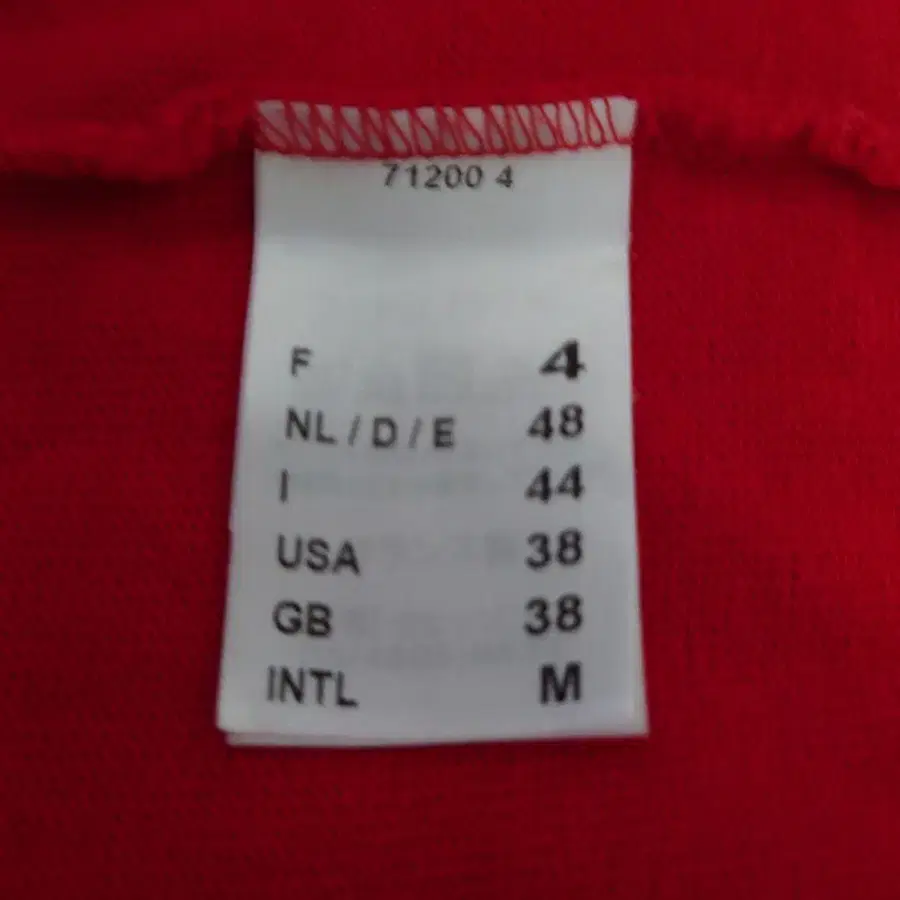 71200 4
F 4
NL / D / E 48
I 44
USA 38
GB 38
INTL M